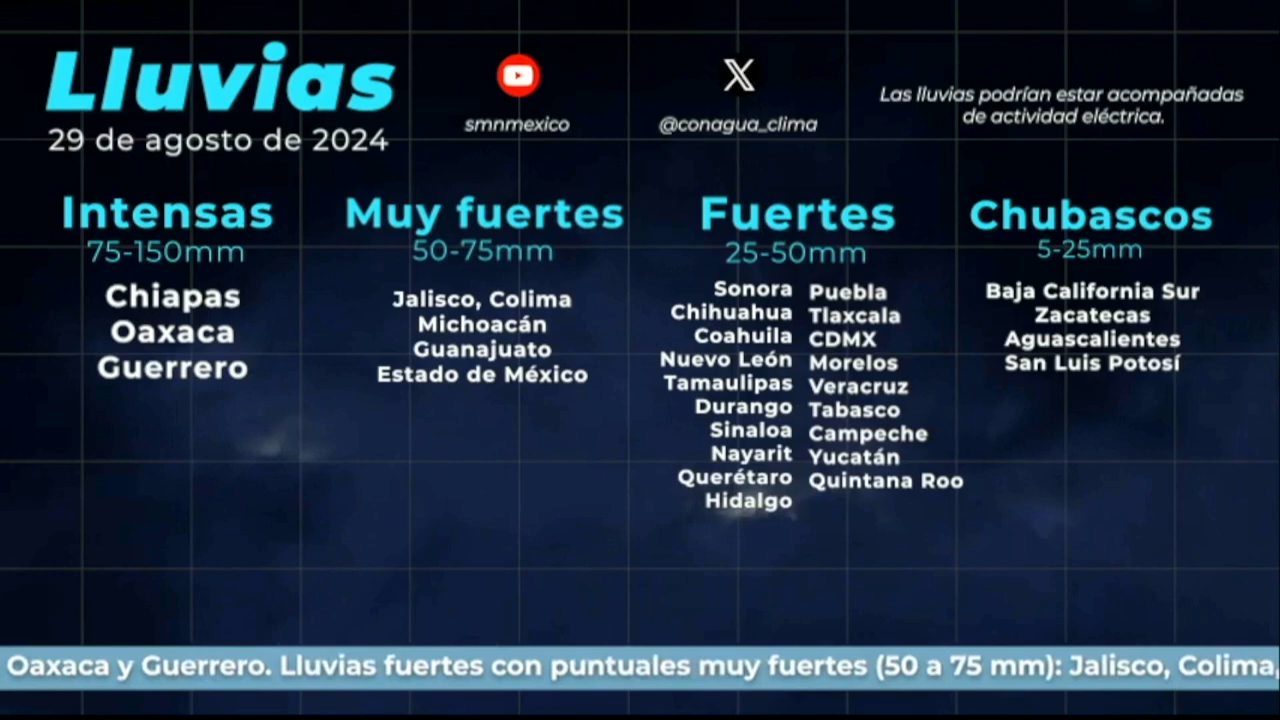 Lluvias
29 de agosto de 2024
smnmexico
@conagua_clima
Las lluvias podrían estar acompañadas
de actividad eléctrica.
Intensas
75-150mm
Chiapas
Oaxaca
Guerrero
Muy fuertes
50-75mm
Jalisco, Colima
Michoacán
Guanajuato
Estado de México
Fuertes
25-50mm
Sonora
Chihuahua
Coahuila
Nuevo León
Tamaulipas
Durango
Sinaloa
Nayarit
Querétaro
Hidalgo
Puebla
Tlaxcala
CDMX
Morelos
Veracruz
Tabasco
Campeche
Yucatán
Quintana Roo
Chubascos
5-25mm
Baja California Sur
Zacatecas
Aguascalientes
San Luis Potosí
Oaxaca y Guerrero. Lluvias fuertes con puntuales muy fuertes (50 a 75 mm): Jalisco, Colima,